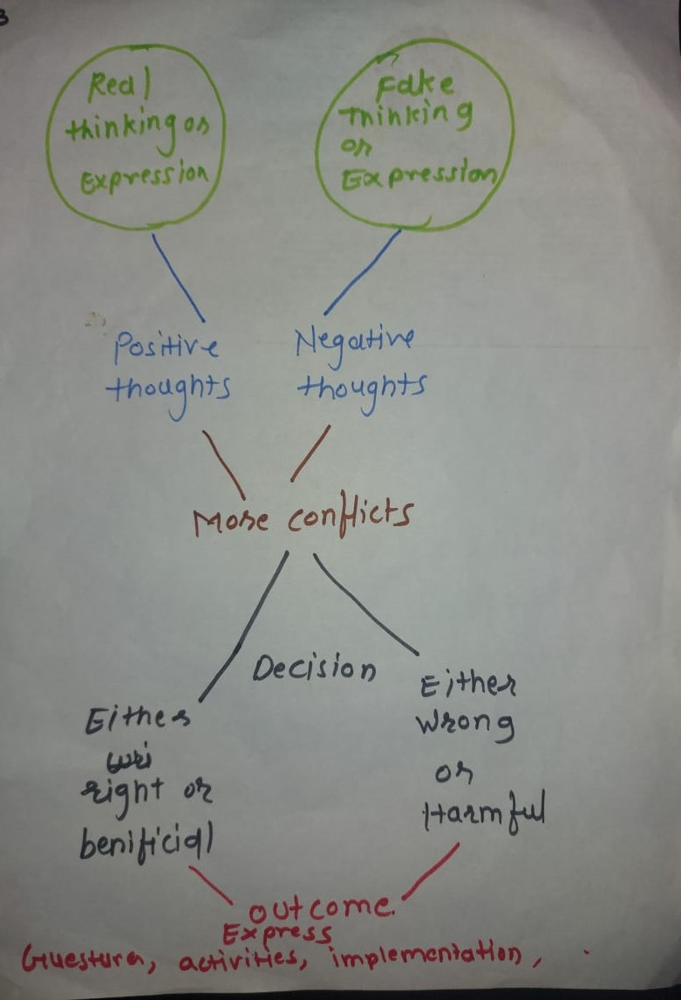 3
Real
thinking or
Expression
Fake
Thinking
or
Expression
Positive
thoughts
Negative
thoughts
More conflicts
Decision
Either
right or
benificial
Either
Wrong
or
Harmful
outcome.
Express
Guesture, activities, implementation,